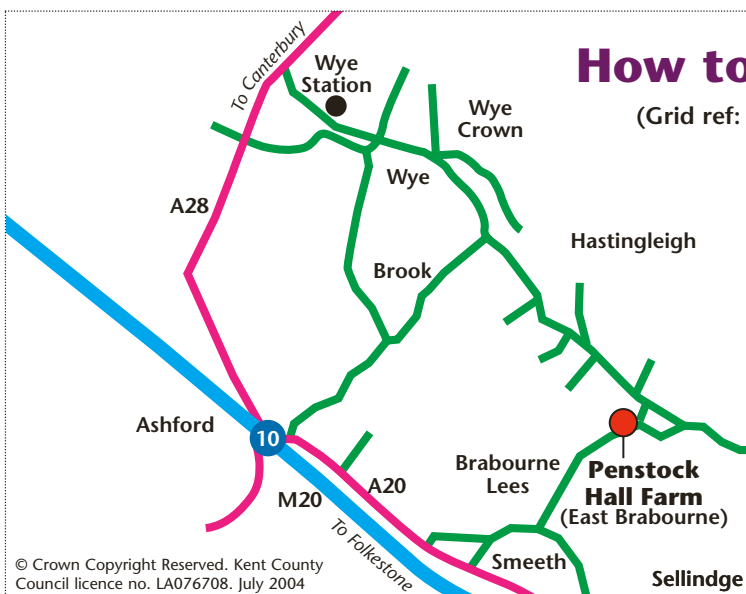 How to
(Grid ref:
To Canterbury
Wye
Station
Wye
Crown
Wye
A28
Hastingleigh
Brook
Ashford
10
Brabourne
Lees
Penstock
Hall Farm
(East Brabourne)
A20
M20
To Folkestone
Smeeth
Sellindge
© Crown Copyright Reserved. Kent County
Council licence no. LA076708. July 2004